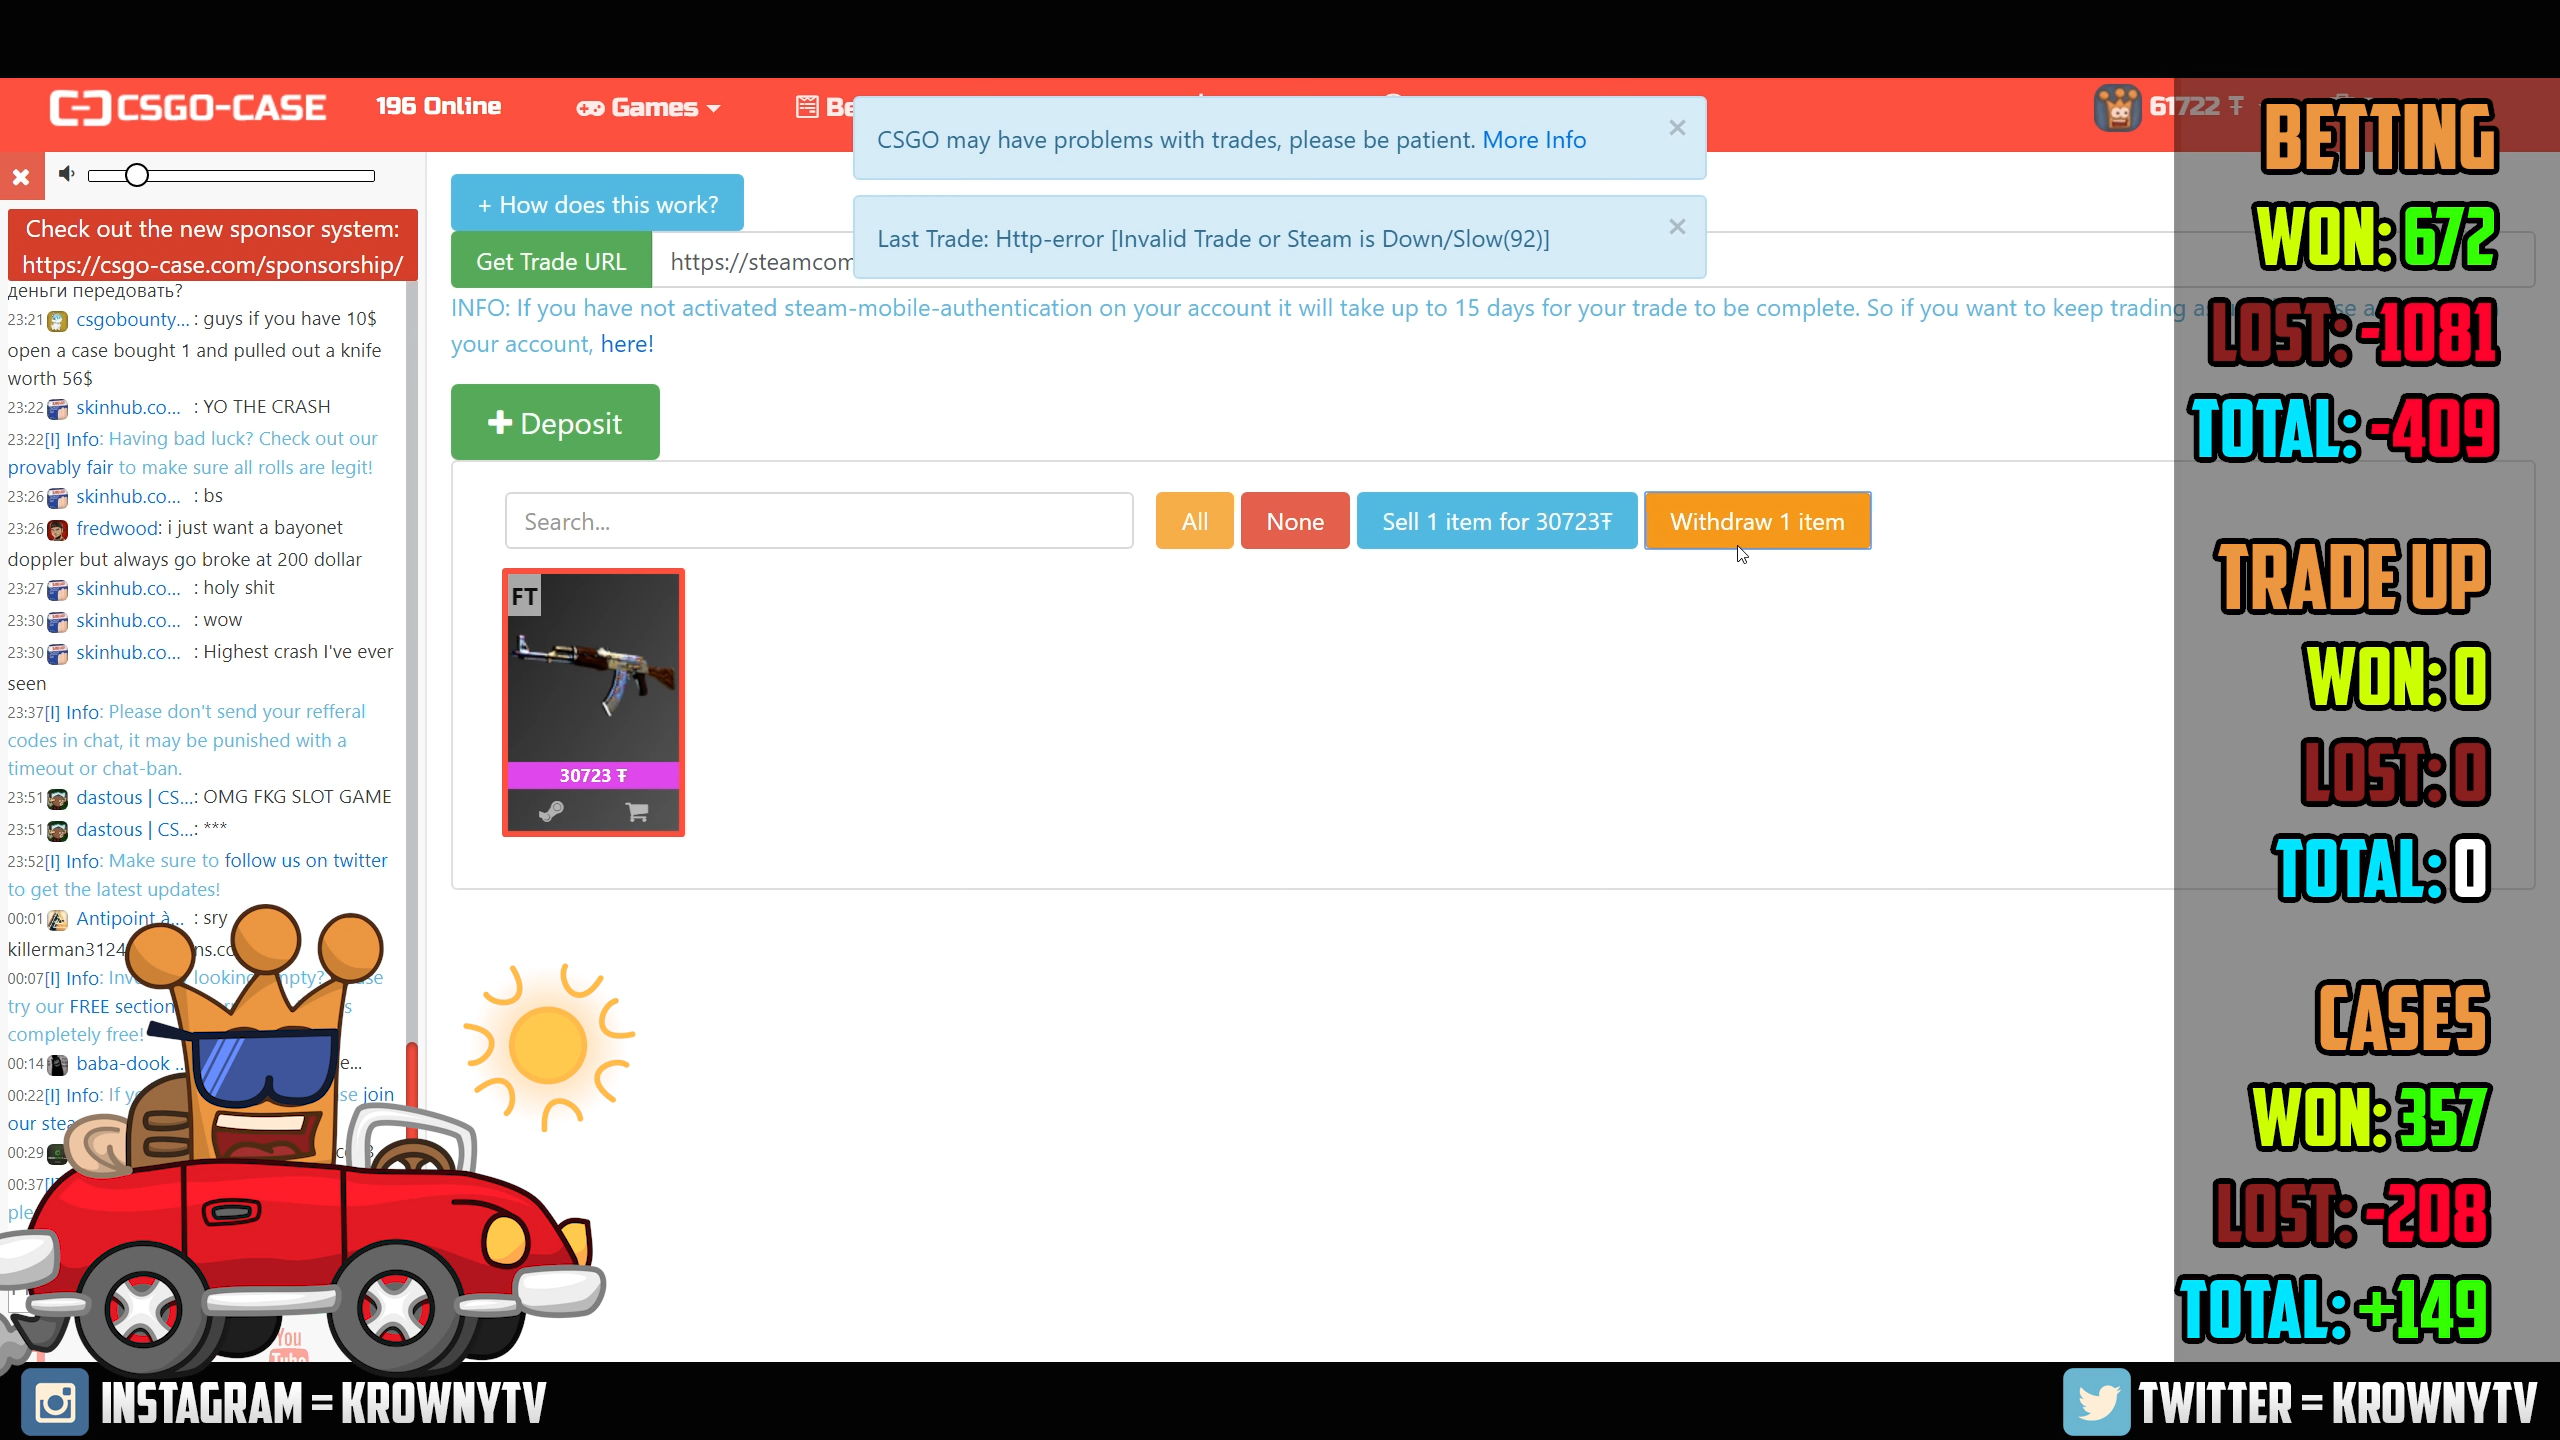 CSGO-CASE
196 Online
Games
Be
61722 Ŧ
CSGO may have problems with trades, please be patient. More Info
×
Last Trade: Http-error [Invalid Trade or Steam is Down/Slow(92)]
×
Check out the new sponsor system:
https://csgo-case.com/sponsorship/
деньги передовать?
23:21 csgobounty... : guys if you have 10$
open a case bought 1 and pulled out a knife
worth 56$
23:22 skinhub.co... : YO THE CRASH
23:22[I] Info: Having bad luck? Check out our
provably fair to make sure all rolls are legit!
23:26 skinhub.co... : bs
23:26 fredwood: i just want a bayonet
doppler but always go broke at 200 dollar
23:27 skinhub.co... : holy shit
23:30 skinhub.co... : wow
23:30 skinhub.co... : Highest crash I've ever
seen
23:37[I] Info: Please don't send your refferal
codes in chat, it may be punished with a
timeout or chat-ban.
23:51 dastous | CS...: OMG FKG SLOT GAME
23:51 dastous | CS...: ***
23:52[I] Info: Make sure to follow us on twitter
to get the latest updates!
00:01 Antipoint à... : sry
killerman3124
00:07[I] Info: looking
try our FREE section
completely free!
00:14 baba-dook ...
00:22[I] Info: If join
our
00:29
00:37
You
Tube
+ How does this work?
Get Trade URL
https://steamcom
INFO: If you have not activated steam-mobile-authentication on your account it will take up to 15 days for your trade to be complete. So if you want to keep trading
your account, here!
Deposit
Search...
All
None
Sell 1 item for 30723Ŧ
Withdraw 1 item
FT
30723 Ŧ
BETTING
WON: 672
LOST: -1081
TOTAL: -409
TRADE UP
WON: 0
LOST: 0
TOTAL: 0
CASES
WON: 357
LOST: -208
TOTAL: +149
INSTAGRAM = KROWNYTV
TWITTER = KROWNYTV